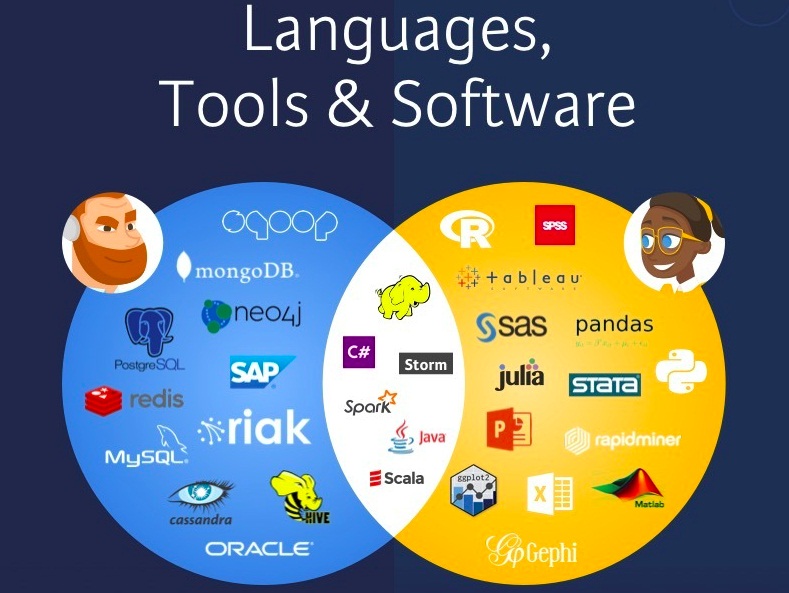 Languages,
Tools & Software
sqoop
mongoDB®
neo4j
PostgreSQL
SAP
redis
riak
MySQL®
cassandra
HIVE
ORACLE®
C#
Storm
Spark
Java
Scala
R
SPSS
+ a b l e a u
S O F T W A R E
sas
pandas
julia
STATA
P
rapidminer
ggplot2
X
Matlab
Gephi